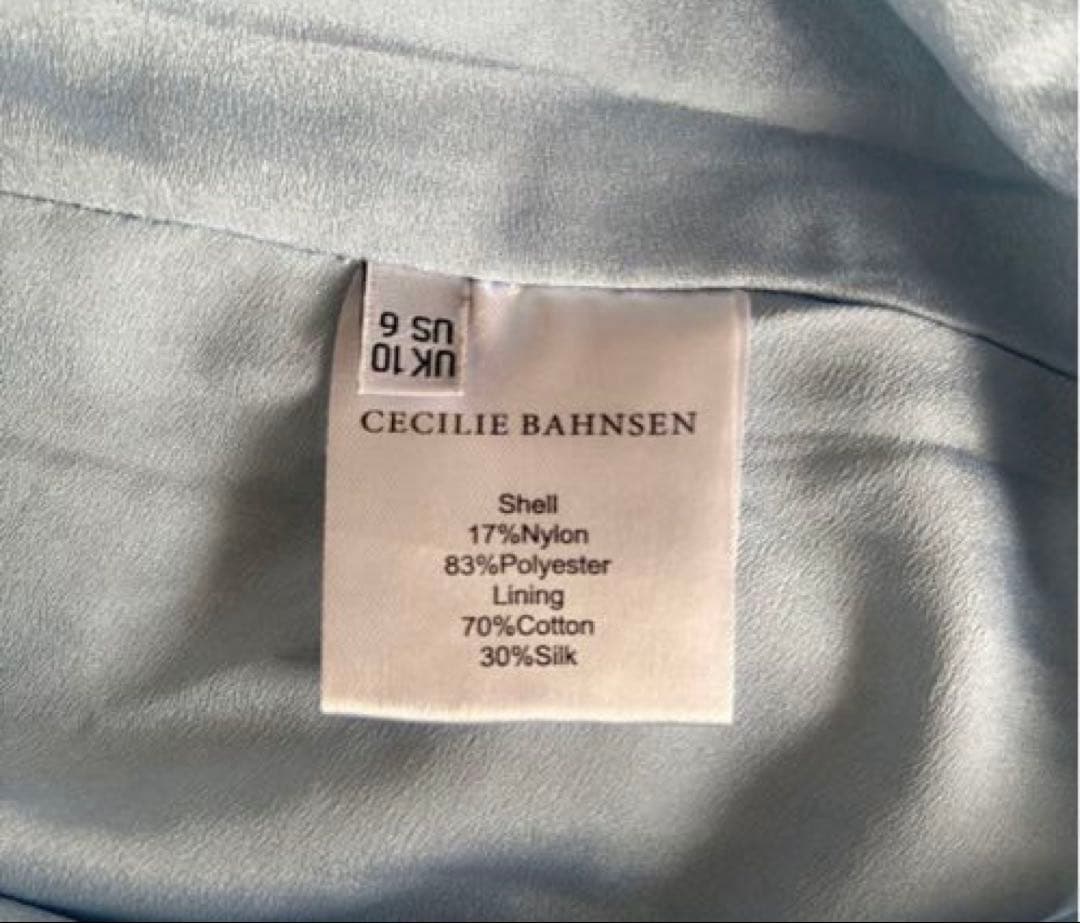 UK10
US 6
CECILIE BAHNSEN
Shell
17%Nylon
83%Polyester
Lining
70%Cotton
30%Silk